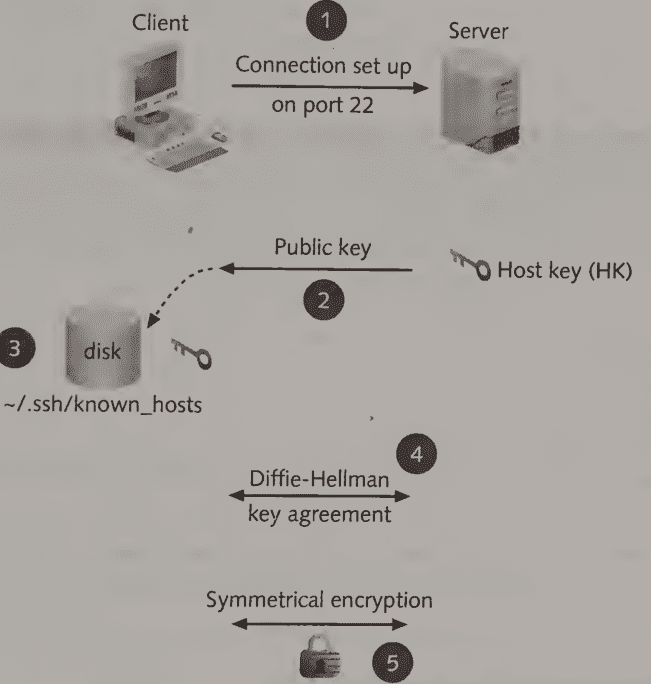 Client
1
Server
Connection set up
on port 22
Public key
Host key (HK)
2
3
disk
~/.ssh/known_hosts
4
Diffie-Hellman
key agreement
Symmetrical encryption
5